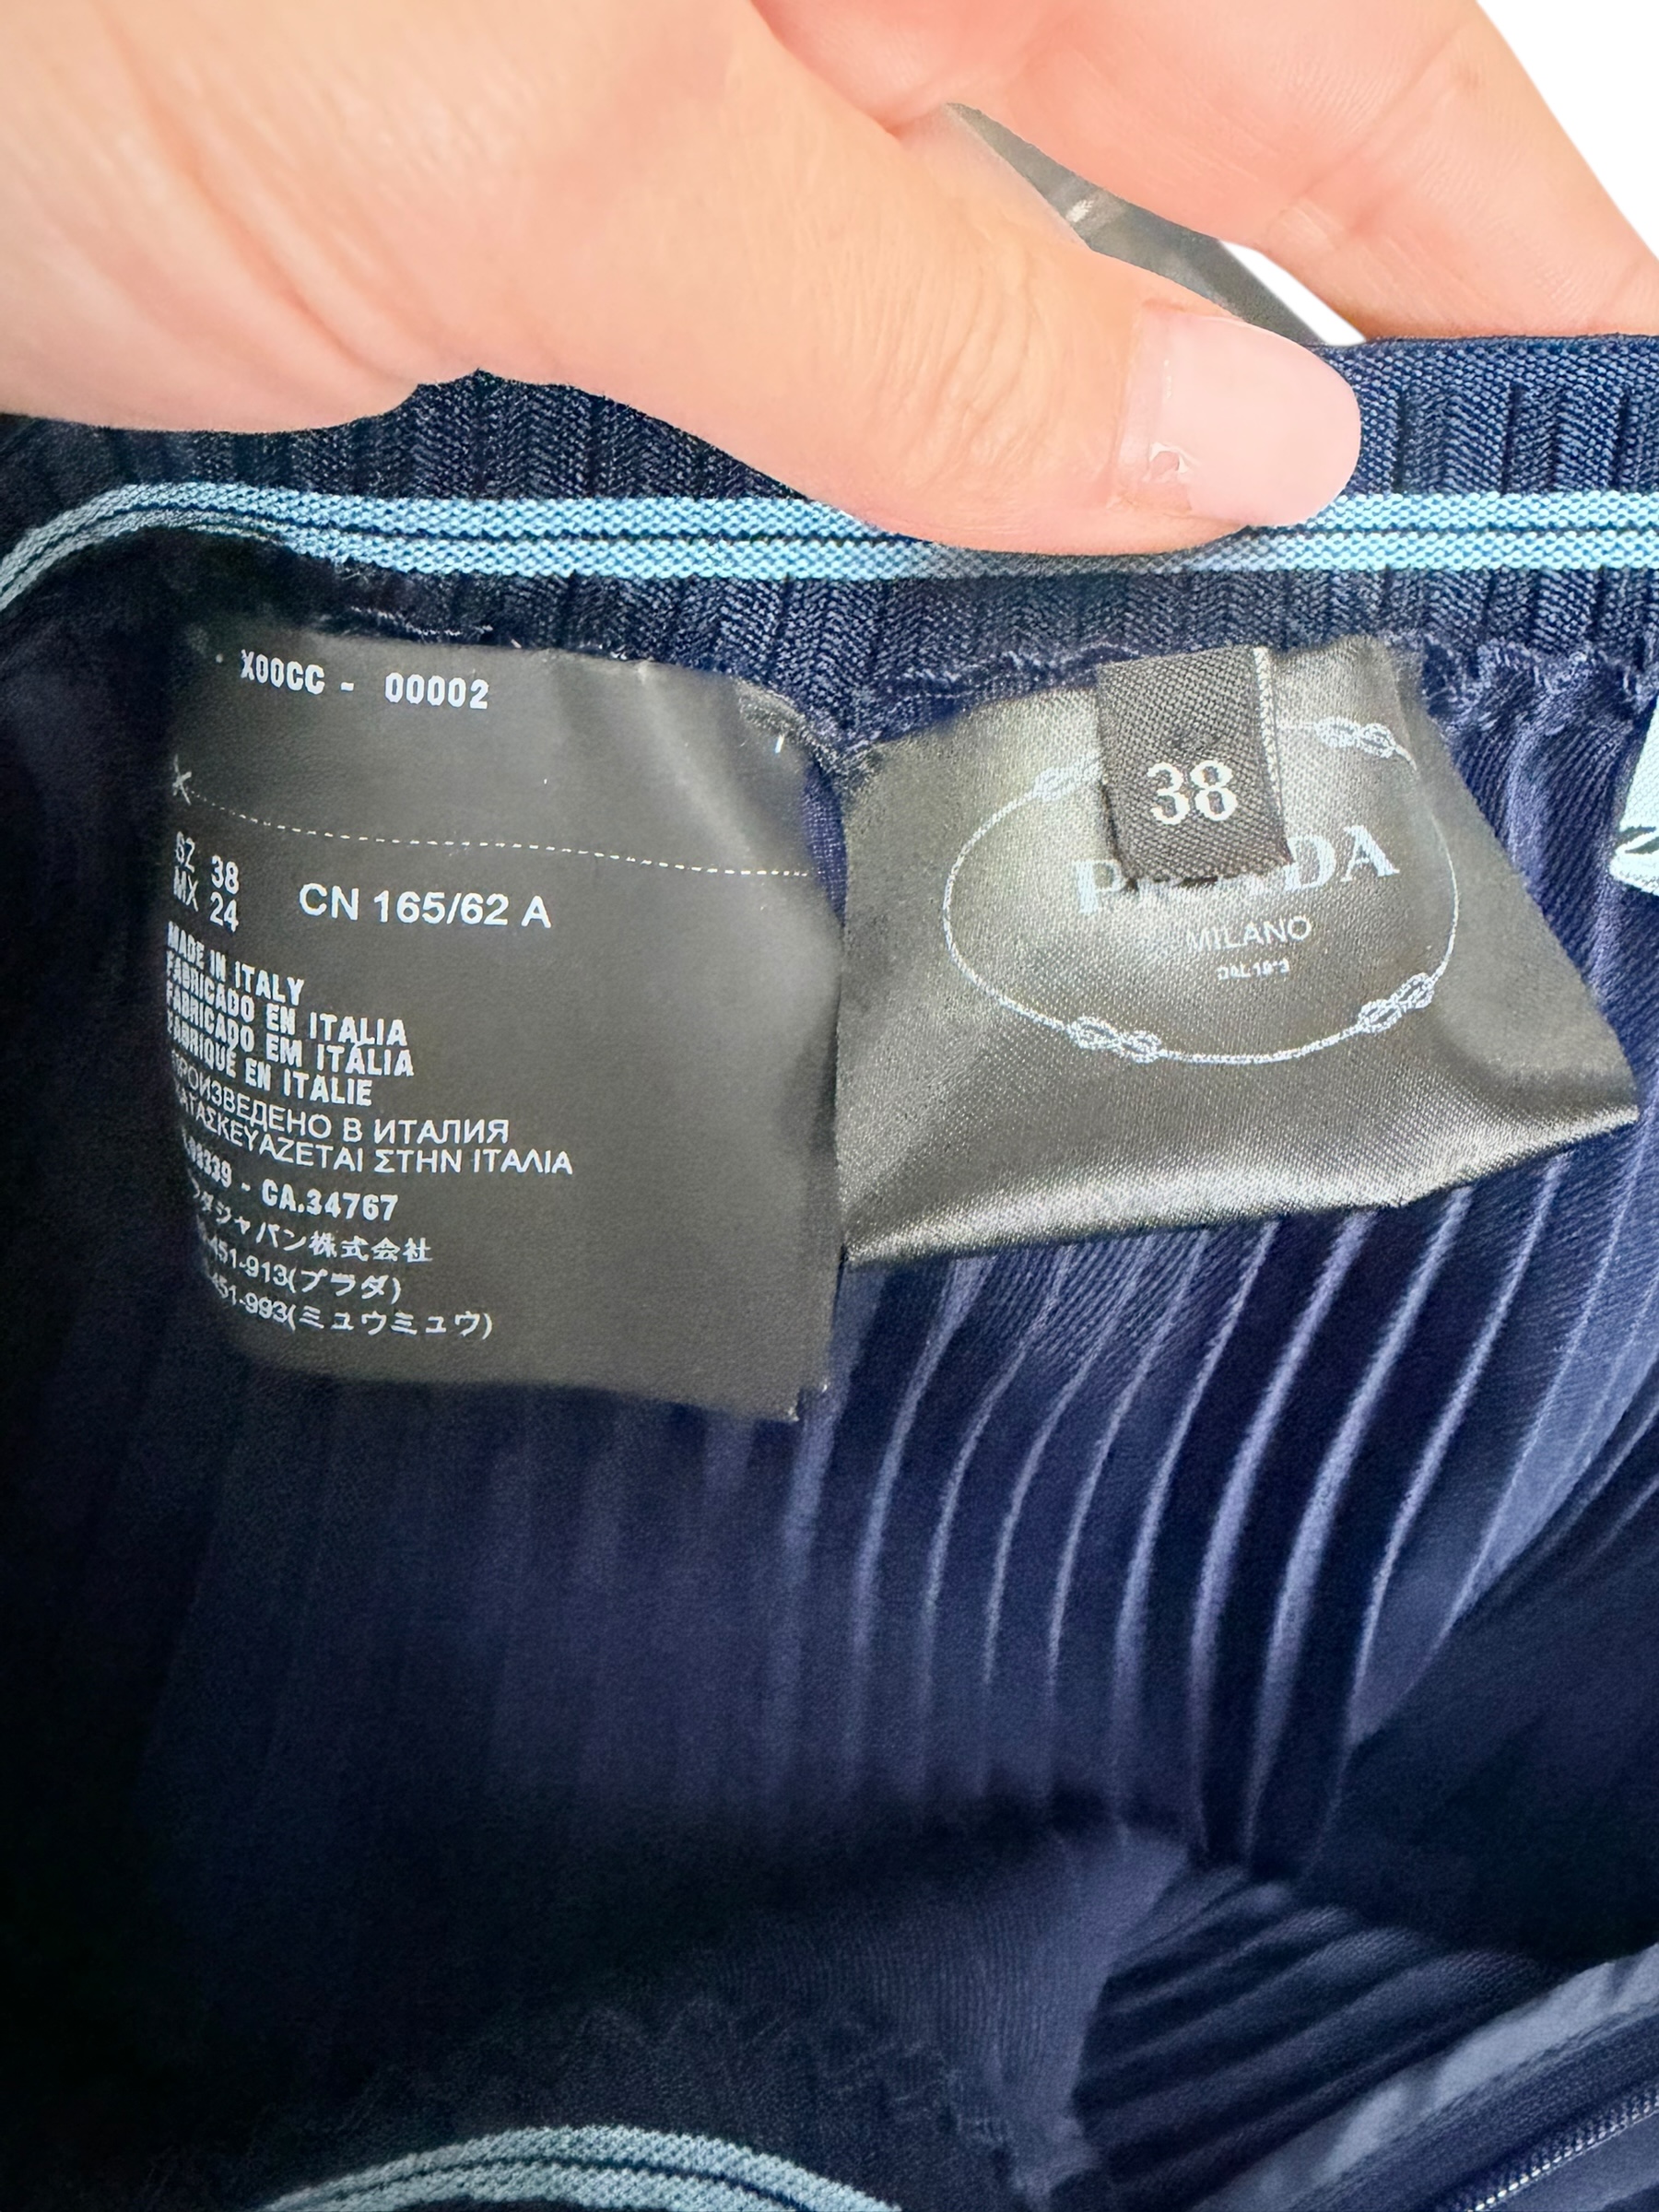 X00CC - 00002
SZ 38
MX 24
CN 165/62 A
MADE IN ITALY
FABRICADO EN ITALIA
FABRICADO EM ITÁLIA
FABRIQUÉ EN ITALIE
ПРОИЗВЕДЕНО В ИТАЛИЯ
ΚΑΤΑΣΚΕΥΑΖΕΤΑΙ ΣΤΗΝ ΙΤΑΛΙΑ
- CA.34767
プラダジャパン株式会社
451-913(プラダ)
451-993(ミュウミュウ)
38
PRADA
MILANO